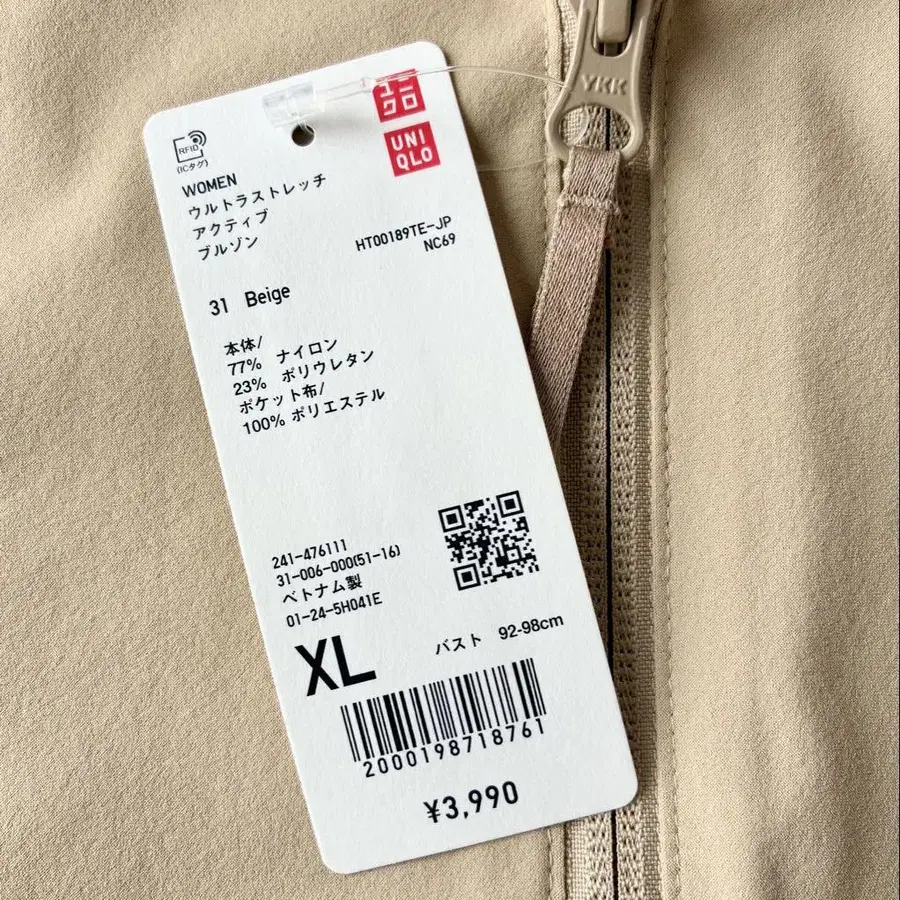 YKK
ユニ
クロ
UNI
QLO
RFID
(ICタグ)
WOMEN
ウルトラストレッチ
アクティブ
ブルゾン
HT00189TE-JP
NC69
31 Beige
本体/
77% ナイロン
23% ポリウレタン
ポケット布/
100% ポリエステル
241-476111
31-006-000(51-16)
ベトナム製
01-24-5H041E
XL
バスト 92-98cm
2000198718761
¥3,990